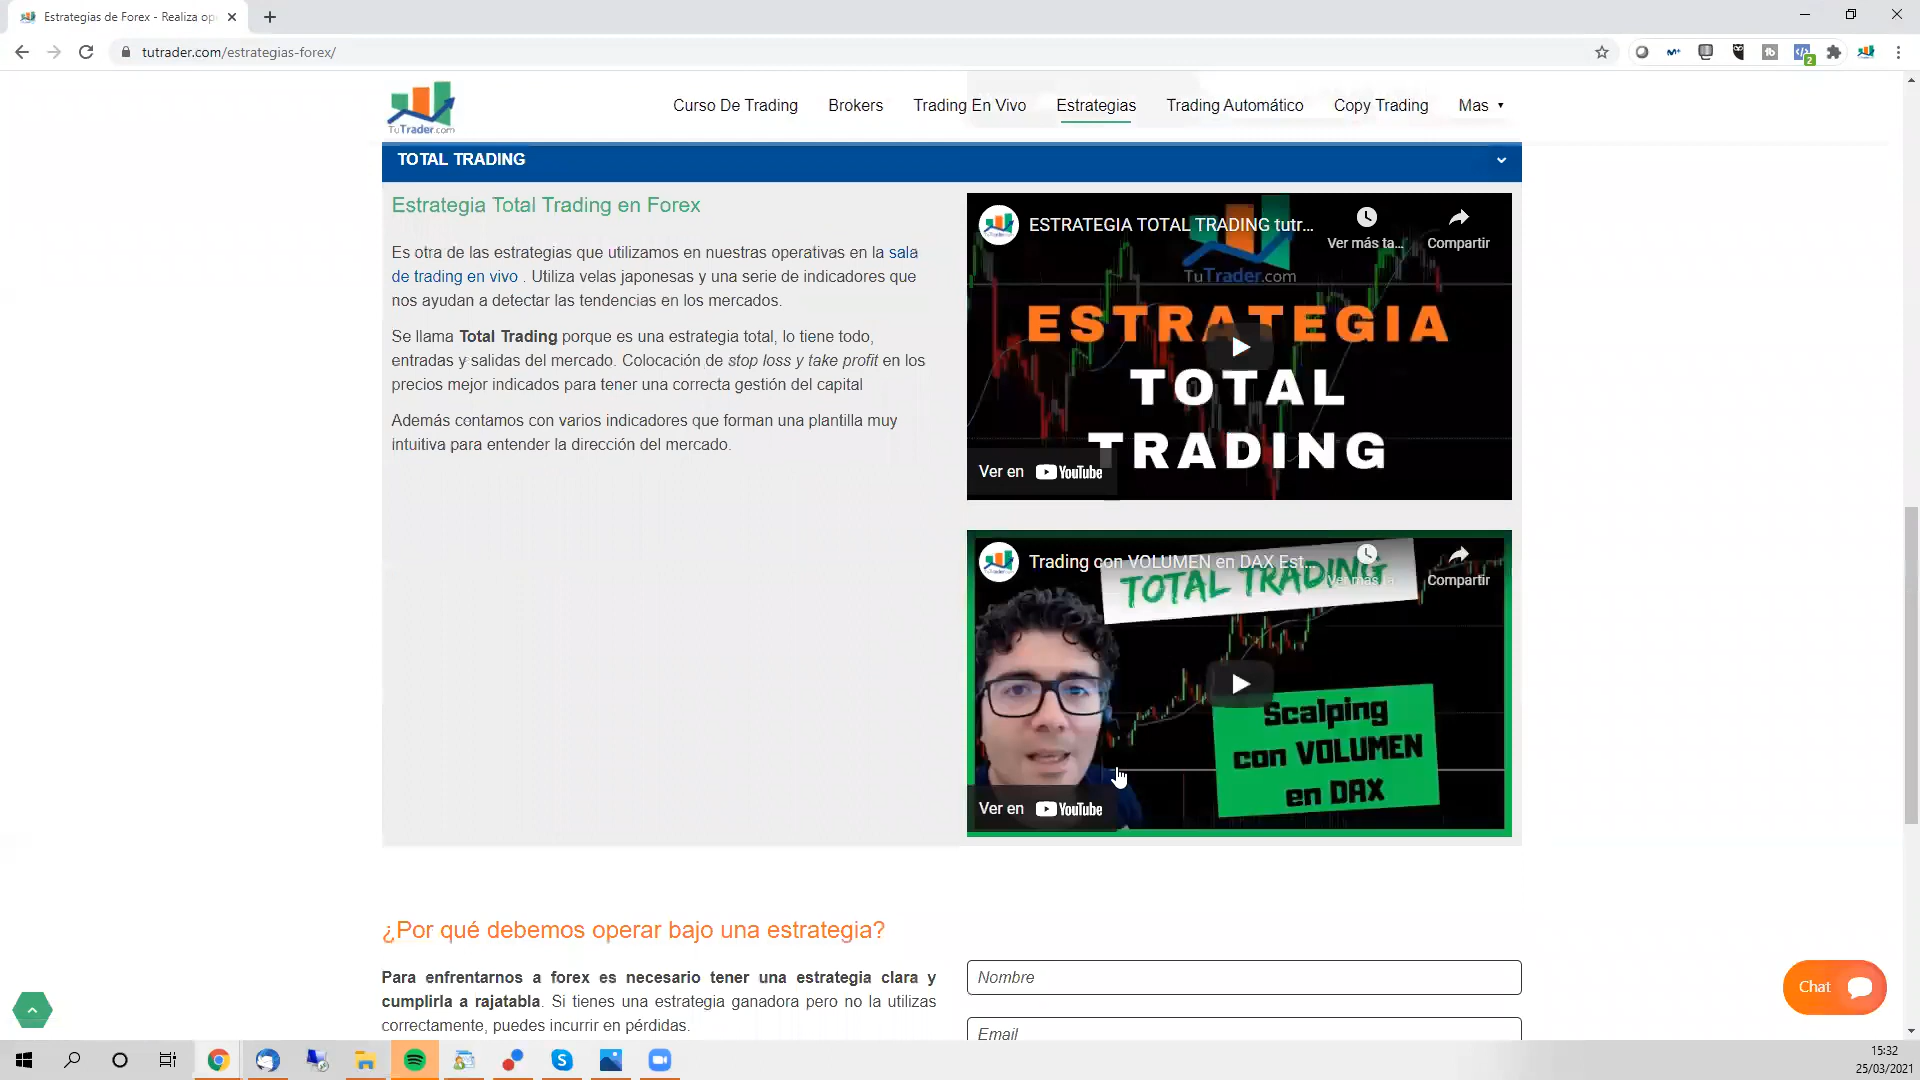 Estrategias de Forex - Realiza op
tutrader.com/estrategias-forex/
2
TuTrader.com
Curso De Trading
Brokers
Trading En Vivo
Estrategias
Trading Automático
Copy Trading
Mas
TOTAL TRADING
Estrategia Total Trading en Forex
Es otra de las estrategias que utilizamos en nuestras operativas en la sala
de trading en vivo . Utiliza velas japonesas y una serie de indicadores que
nos ayudan a detectar las tendencias en los mercados.
Se llama Total Trading porque es una estrategia total, lo tiene todo,
entradas y salidas del mercado. Colocación de stop loss y take profit en los
precios mejor indicados para tener una correcta gestión del capital
Además contamos con varios indicadores que forman una plantilla muy
intuitiva para entender la dirección del mercado.
ESTRATEGIA TOTAL TRADING tutr...
Ver más ta...
Compartir
TuTrader.com
ESTRATEGIA
TOTAL
TRADING
Ver en YouTube
Trading con VOLUMEN en DAX Est...
Ver más ta...
Compartir
TOTAL TRADING
Scalping
con VOLUMEN
en DAX
Ver en YouTube
¿Por qué debemos operar bajo una estrategia?
Para enfrentarnos a forex es necesario tener una estrategia clara y
cumplirla a rajatabla. Si tienes una estrategia ganadora pero no la utilizas
correctamente, puedes incurrir en pérdidas.
Nombre
Email
Chat
15:32
25/03/2021